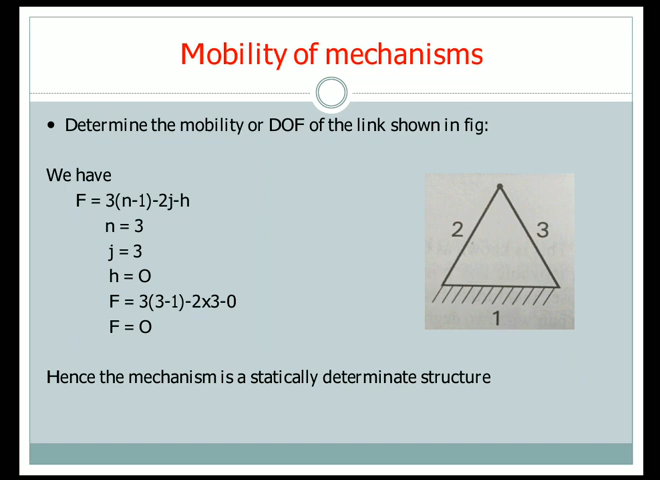 Mobility of mechanisms
• Determine the mobility or DOF of the link shown in fig:
We have
F = 3(n-1)-2j-h
n = 3
j = 3
h = O
F = 3(3-1)-2x3-0
F = O
2
3
1
Hence the mechanism is a statically determinate structure